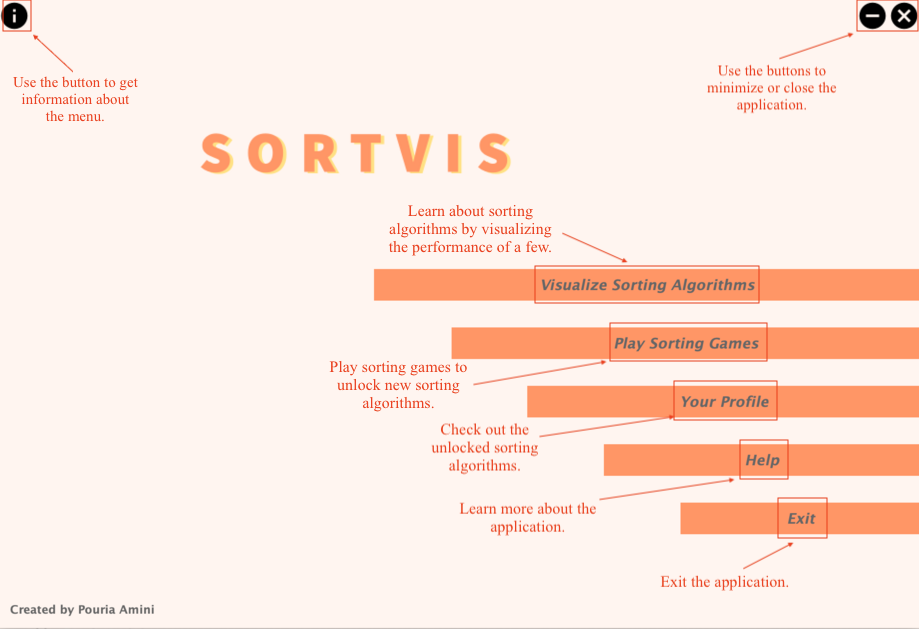 Use the button to get
information about
the menu.
Use the buttons to
minimize or close the
application.
SORTVIS
Learn about sorting
algorithms by visualizing
the performance of a few.
Visualize Sorting Algorithms
Play Sorting Games
Play sorting games to
unlock new sorting
algorithms.
Your Profile
Check out the
unlocked sorting
algorithms.
Help
Learn more about the
application.
Exit
Exit the application.
Created by Pouria Amini